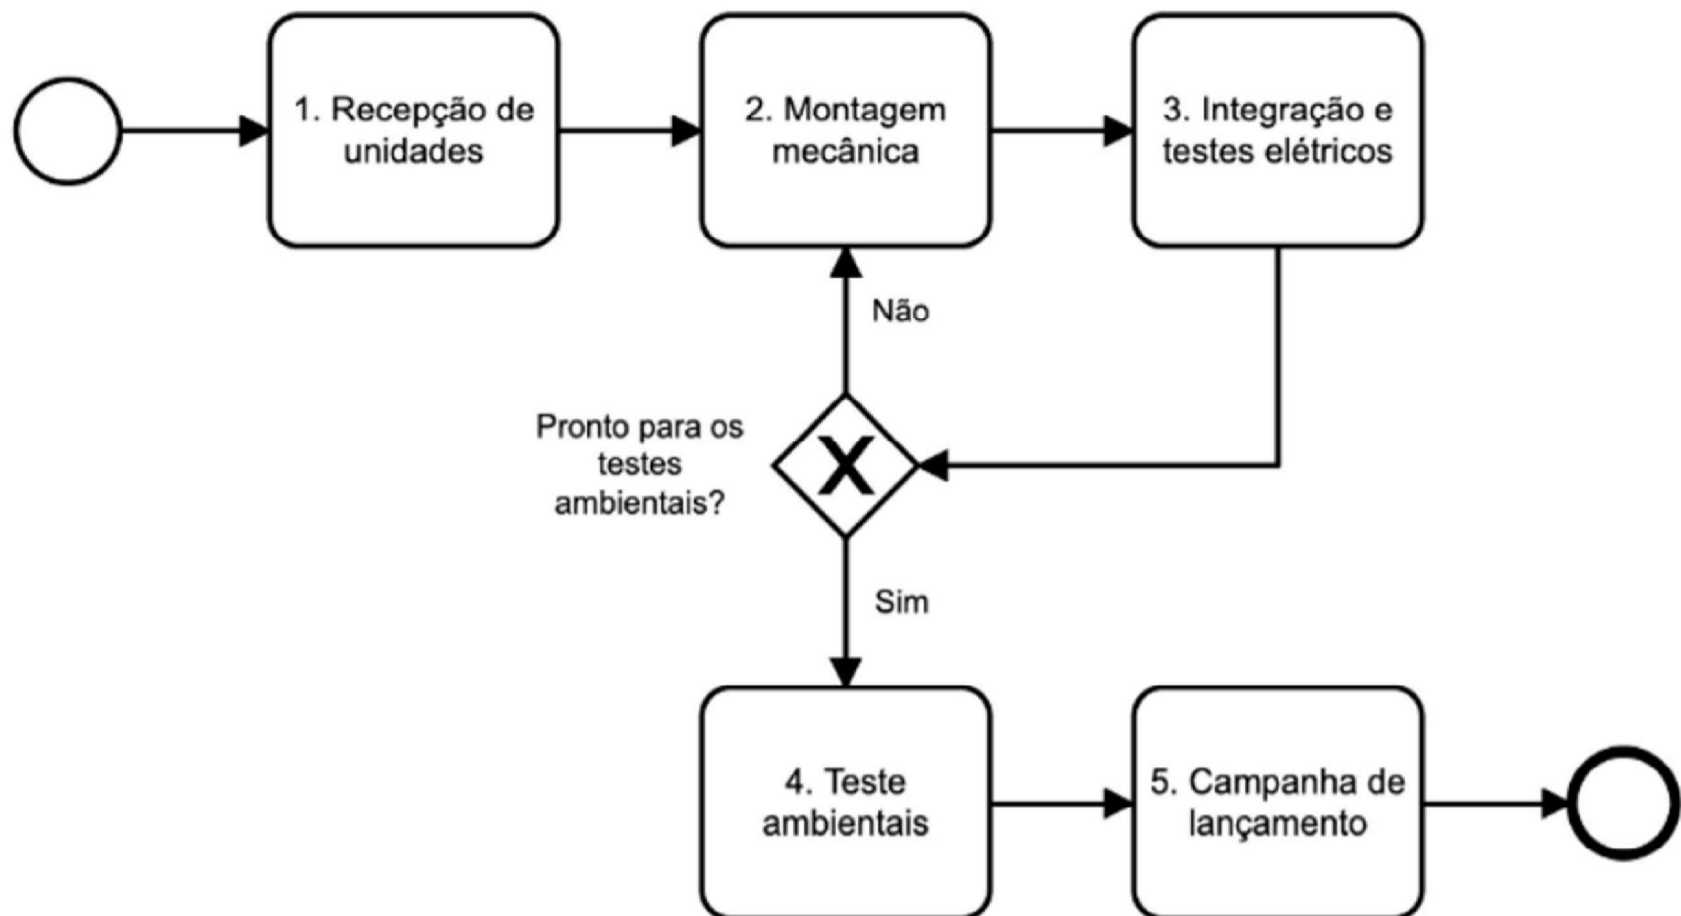 1. Recepção de
unidades
2. Montagem
mecânica
3. Integração e
testes elétricos
Não
Pronto para os
testes
ambientais?
X
Sim
4. Teste
ambientais
5. Campanha de
lançamento